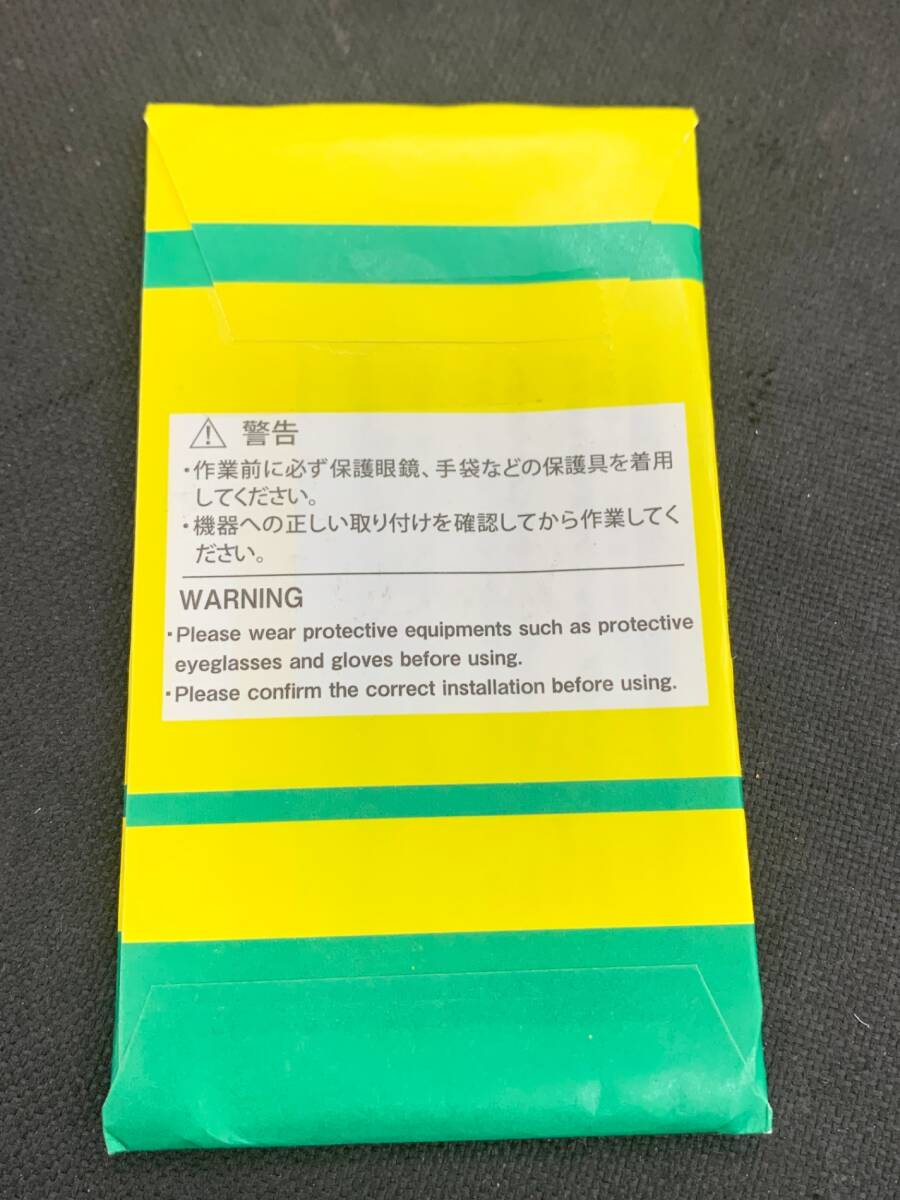 ⚠ 警告
・作業前に必ず保護眼鏡、手袋などの保護具を着用
してください。
・機器への正しい取り付けを確認してから作業してく
ださい。
WARNING
・Please wear protective equipments such as protective
eyeglasses and gloves before using.
・Please confirm the correct installation before using.